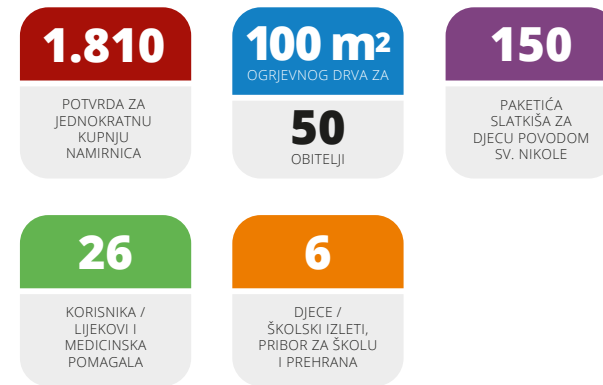 1.810
POTVRDA ZA
JEDNOKRATNU
KUPNJU
NAMIRNICA
100 m²
OGRJEVNOG DRVA ZA
50
OBITELJI
150
PAKETIĆA
SLATKIŠA ZA
DJECU POVODOM
SV. NIKOLE
26
KORISNIKA /
LIJEKOVI I
MEDICINSKA
POMAGALA
6
DJECE /
ŠKOLSKI IZLETI,
PRIBOR ZA ŠKOLU
I PREHRANA